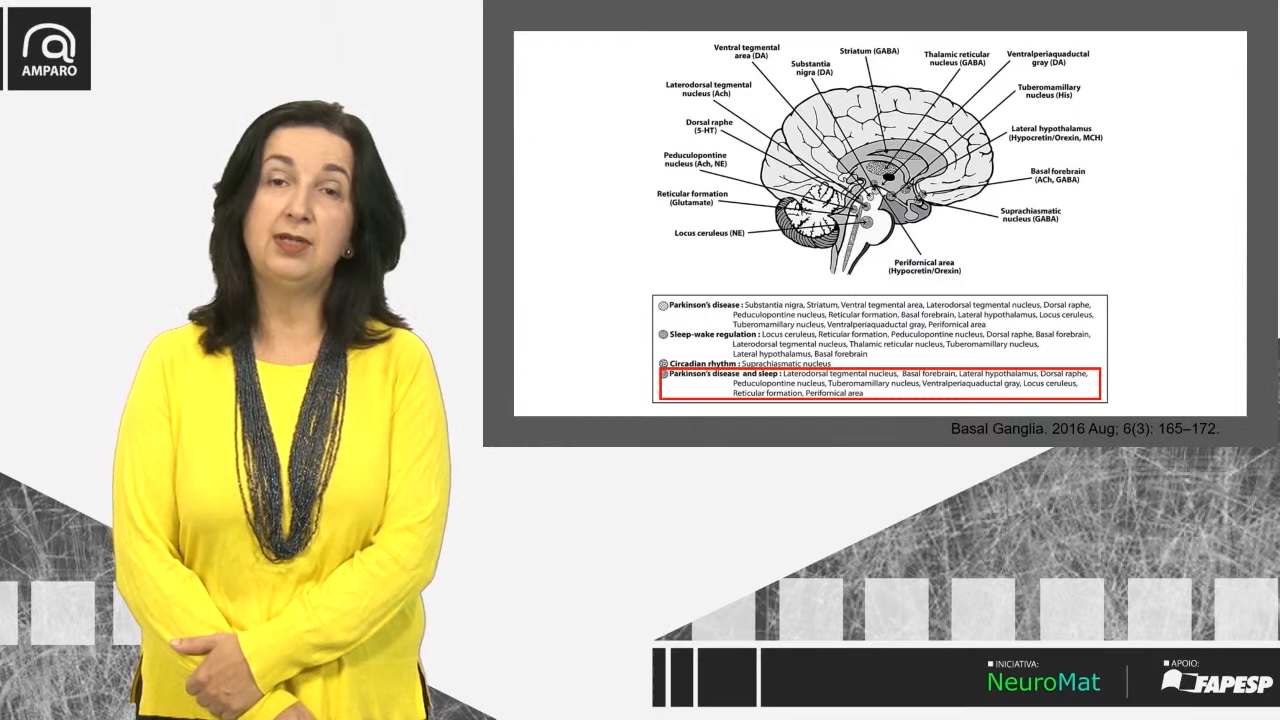 AMPARO
Ventral tegmental
area (DA)
Striatum (GABA)
Substantia
nigra (DA)
Thalamic reticular
nucleus (GABA)
Ventralperiaquaductal
gray (DA)
Laterodorsal tegmental
nucleus (Ach)
Tuberomamillary
nucleus (His)
Dorsal raphe
(5-HT)
Lateral hypothalamus
(Hypocretin/Orexin, MCH)
Peduculopontine
nucleus (Ach, NE)
Basal forebrain
(ACh, GABA)
Reticular formation
(Glutamate)
Suprachiasmatic
nucleus (GABA)
Locus ceruleus (NE)
Perifornical area
(Hypocretin/Orexin)
Parkinson's disease : Substantia nigra, Striatum, Ventral tegmental area, Laterodorsal tegmental nucleus, Dorsal raphe,
Peduculopontine nucleus, Reticular formation, Basal forebrain, Lateral hypothalamus, Locus ceruleus,
Tuberomamillary nucleus, Ventralperiaquaductal gray, Perifornical area
Sleep-wake regulation : Locus ceruleus, Reticular formation, Peduculopontine nucleus, Dorsal raphe, Basal forebrain,
Laterodorsal tegmental nucleus, Thalamic reticular nucleus, Tuberomamillary nucleus,
Lateral hypothalamus, Basal forebrain
Circadian rhythm : Suprachiasmatic nucleus
Parkinson's disease and sleep : Laterodorsal tegmental nucleus, Basal forebrain, Lateral hypothalamus, Dorsal raphe,
Peduculopontine nucleus, Tuberomamillary nucleus, Ventralperiaquaductal gray, Locus ceruleus,
Reticular formation, Perifornical area
Basal Ganglia. 2016 Aug; 6(3): 165–172.
INICIATIVA:
NeuroMat
APOIO:
FAPESP